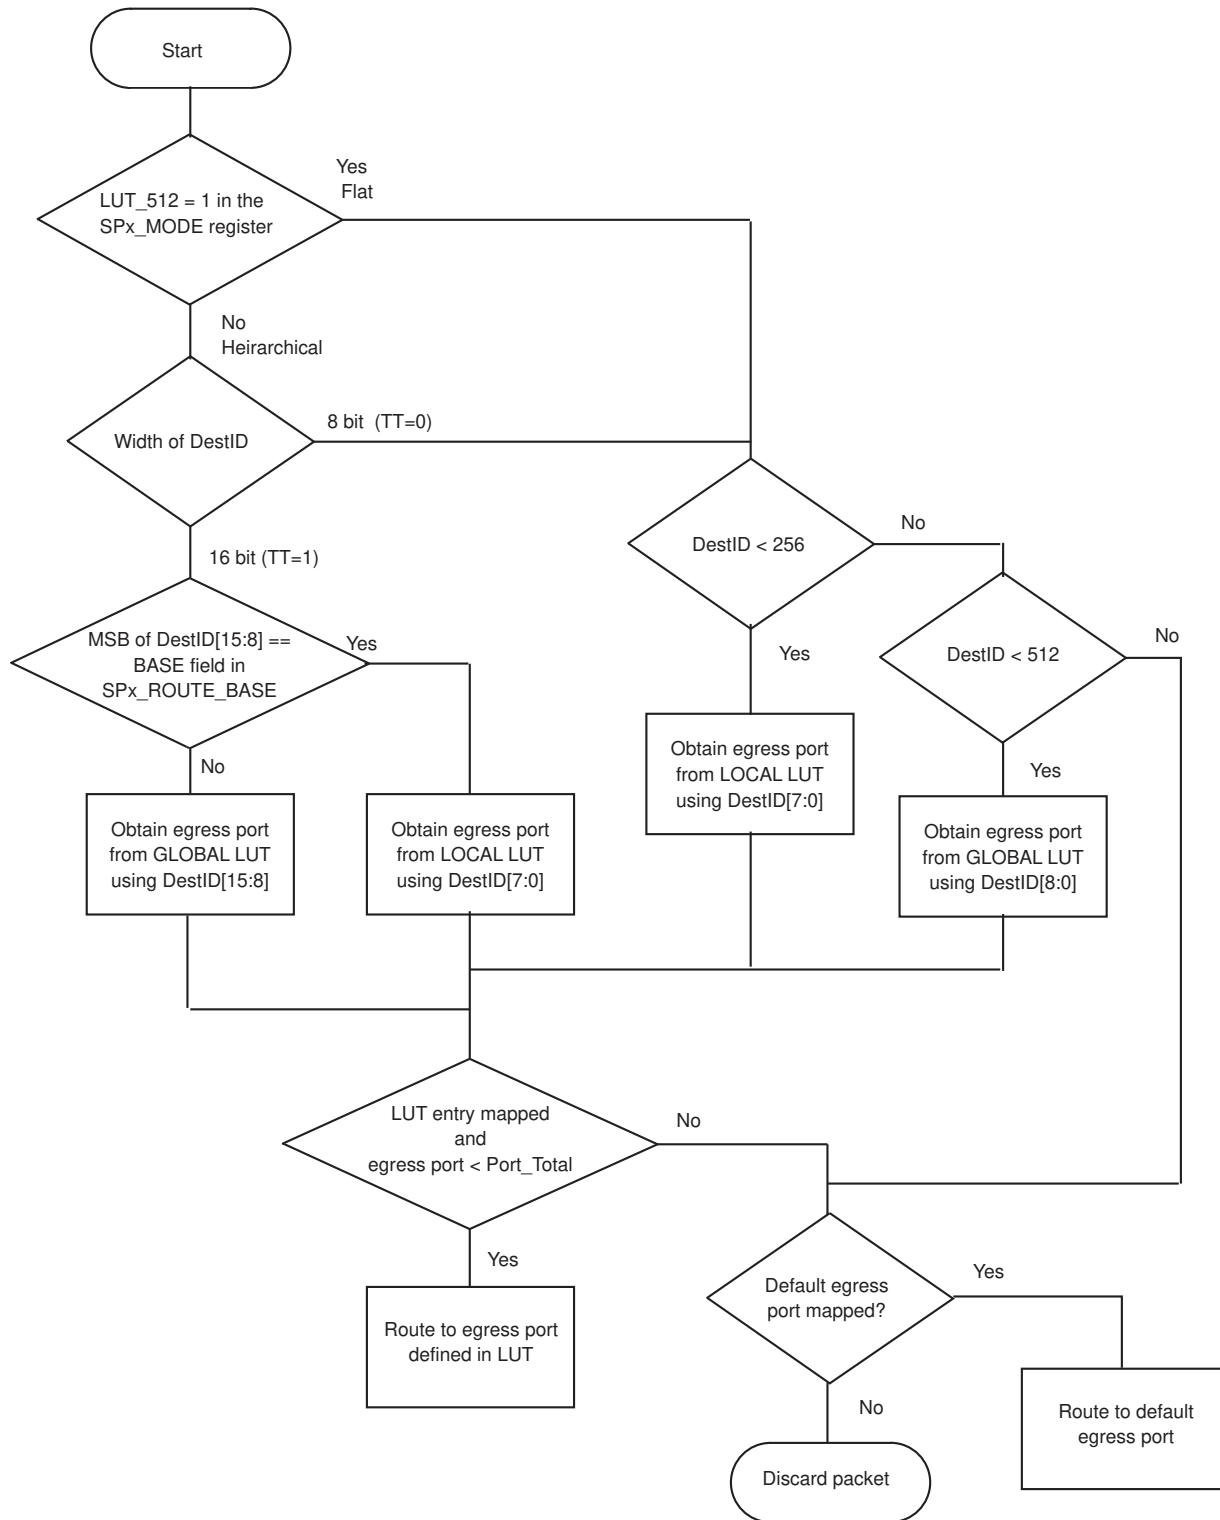 Start
Yes
Flat
LUT_512 = 1 in the
SPx_MODE register
No
Heirarchical
8 bit  (TT=0)
Width of DestID
No
DestID < 256
16 bit (TT=1)
MSB of DestID[15:8] ==
BASE field in
SPx_ROUTE_BASE
Yes
Yes
DestID < 512
No
No
Obtain egress port
from LOCAL LUT
using DestID[7:0]
Yes
Obtain egress port
from GLOBAL LUT
using DestID[15:8]
Obtain egress port
from LOCAL LUT
using DestID[7:0]
Obtain egress port
from GLOBAL LUT
using DestID[8:0]
LUT entry mapped
and
egress port < Port_Total
No
Yes
Default egress
port mapped?
Yes
Route to egress port
defined in LUT
No
Route to default
egress port
Discard packet